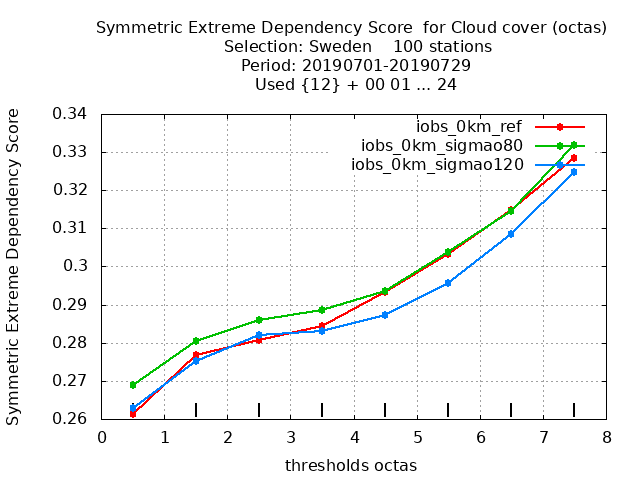 Symmetric Extreme Dependency Score for Cloud cover (octas)
Selection: Sweden 100 stations
Period: 20190701-20190729
Used {12} + 00 01 ... 24
Symmetric Extreme Dependency Score
0.34
0.33
0.32
0.31
0.3
0.29
0.28
0.27
0.26
iobs_0km_ref
iobs_0km_sigmao80
iobs_0km_sigmao120
0 1 2 3 4 5 6 7 8
thresholds octas